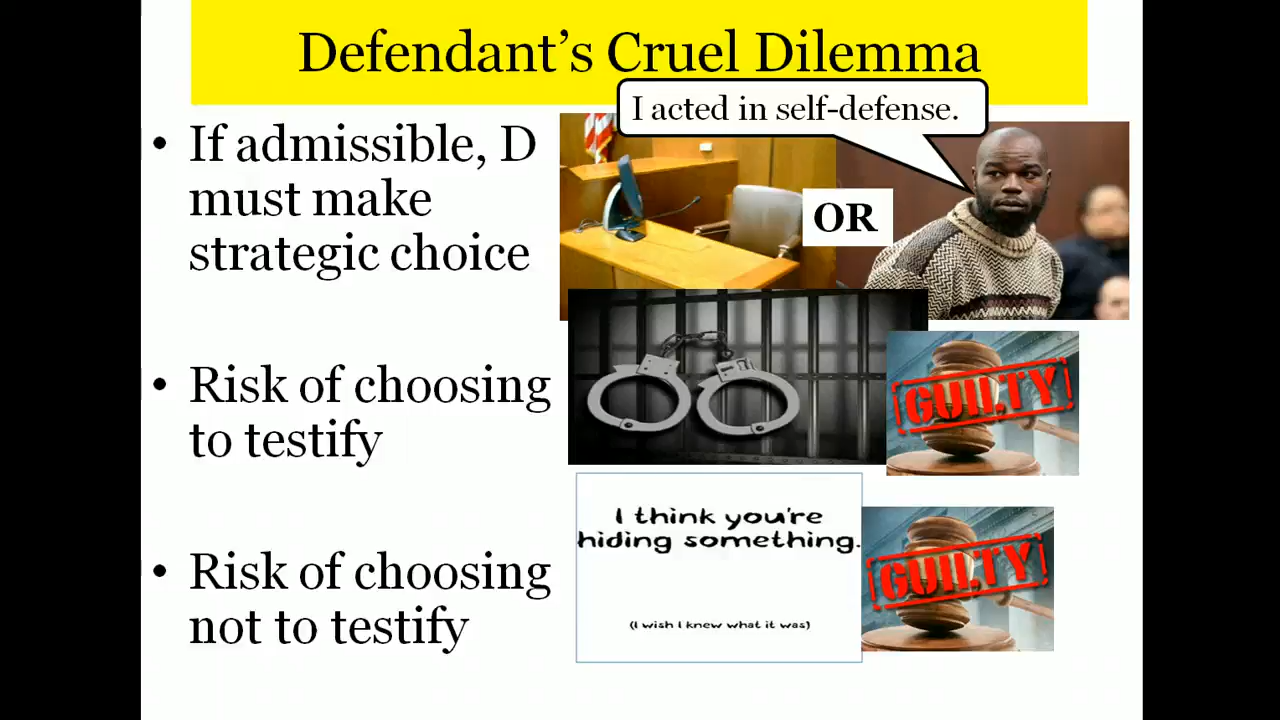 Defendant's Cruel Dilemma
I acted in self-defense.
• If admissible, D
must make
strategic choice
OR
• Risk of choosing
to testify
GUILTY
• Risk of choosing
not to testify
I think you're
hiding something.
(I wish I knew what it was)
GUILTY